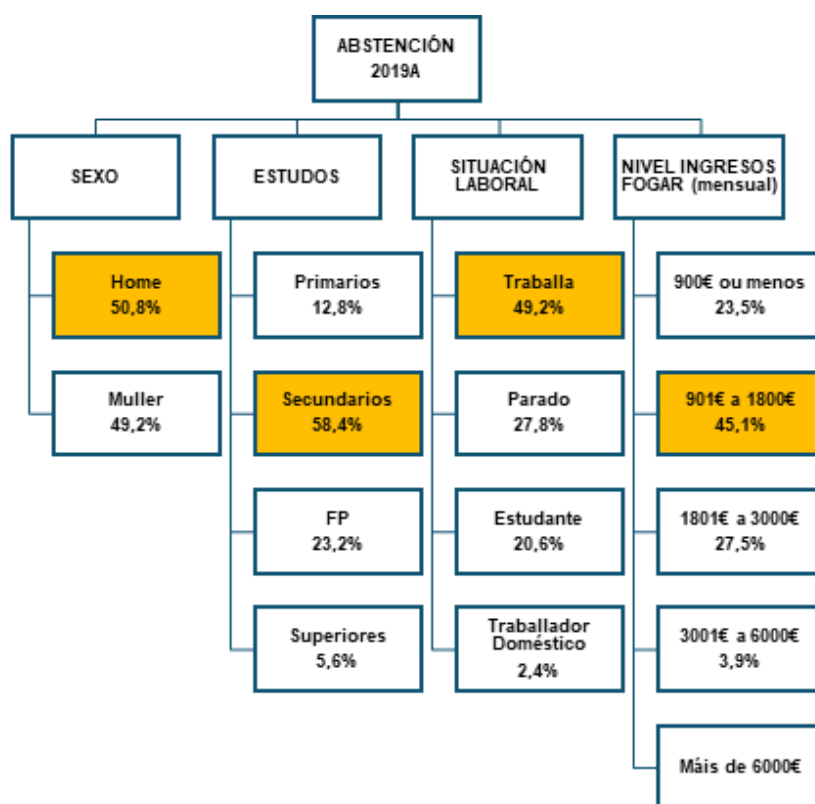 ABSTENCIÓN
2019A
SEXO
Home
50,8%
Muller
49,2%
ESTUDOS
Primarios
12,8%
Secundarios
58,4%
FP
23,2%
Superiores
5,6%
SITUACIÓN
LABORAL
Traballa
49,2%
Parado
27,8%
Estudante
20,6%
Traballador
Doméstico
2,4%
NIVEL INGRESOS
FOGAR (mensual)
900€ ou menos
23,5%
901€ a 1800€
45,1%
1801€ a 3000€
27,5%
3001€ a 6000€
3,9%
Máis de 6000€